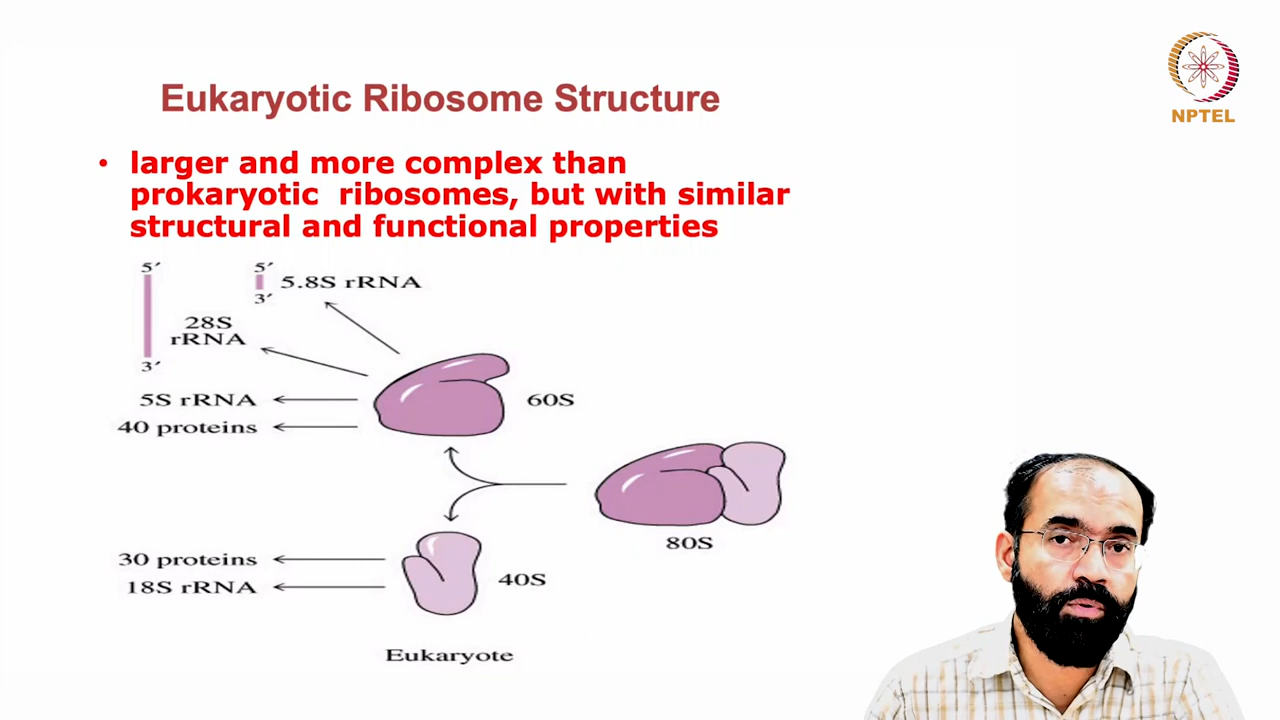 NPTEL
Eukaryotic Ribosome Structure
• larger and more complex than
prokaryotic ribosomes, but with similar
structural and functional properties
5′
5′
5.8S rRNA
3′
28S
rRNA
3′
5S rRNA
60S
40 proteins
80S
30 proteins
40S
18S rRNA
Eukaryote